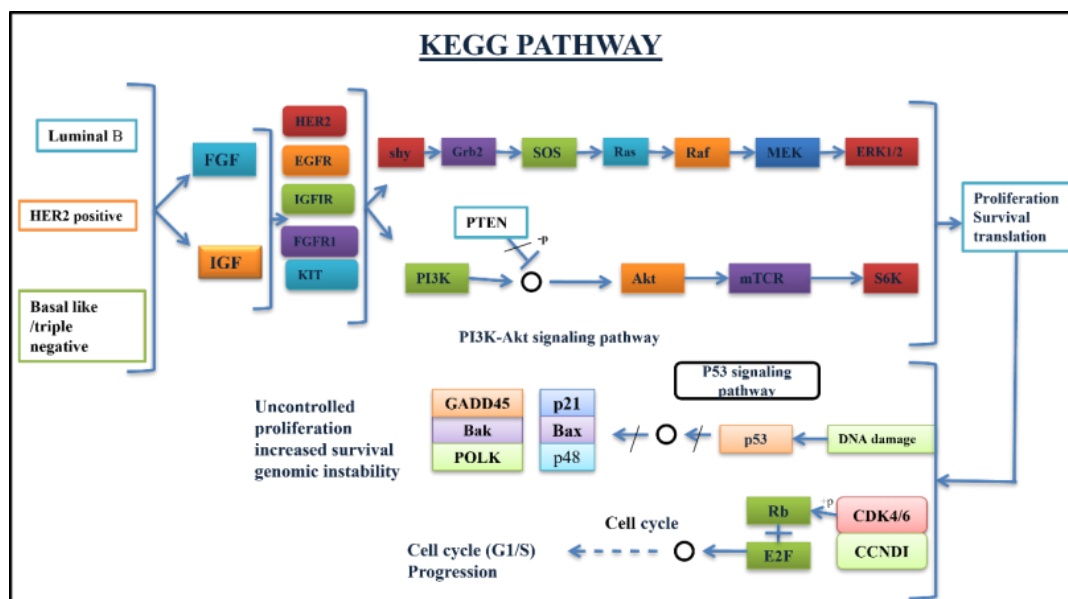 KEGG PATHWAY
Luminal B
HER2 positive
Basal like
/triple
negative
FGF
IGF
HER2
EGFR
IGFIR
FGFR1
KIT
shy
Grb2
SOS
Ras
Raf
MEK
ERK1/2
PTEN
-p
PI3K
Akt
mTCR
S6K
PI3K-Akt signaling pathway
Proliferation
Survival
translation
P53 signaling
pathway
Uncontrolled
proliferation
increased survival
genomic instability
GADD45
Bak
POLK
p21
Bax
p48
p53
DNA damage
Rb
+p
CDK4/6
CCNDI
E2F
Cell cycle
Cell cycle (G1/S)
Progression